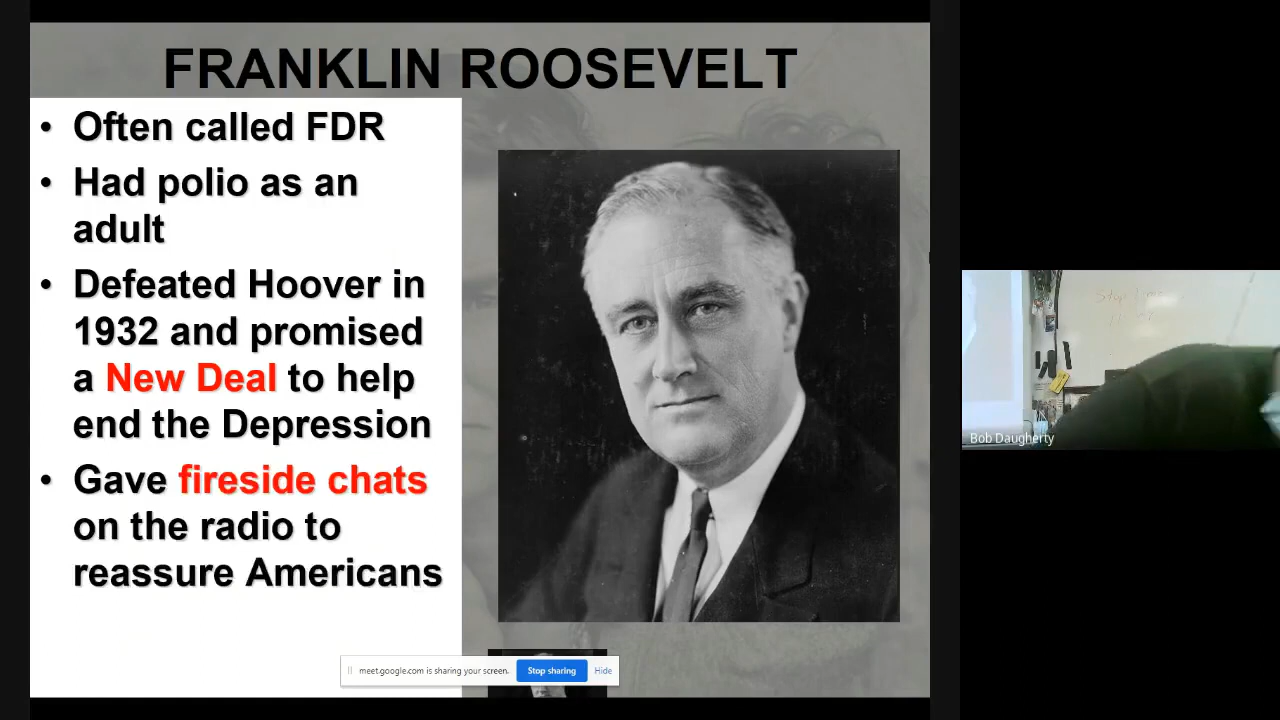 FRANKLIN ROOSEVELT
• Often called FDR
• Had polio as an
adult
• Defeated Hoover in
1932 and promised
a New Deal to help
end the Depression
• Gave fireside chats
on the radio to
reassure Americans
meet.google.com is sharing your screen. Stop sharing Hide
Bob Daugherty